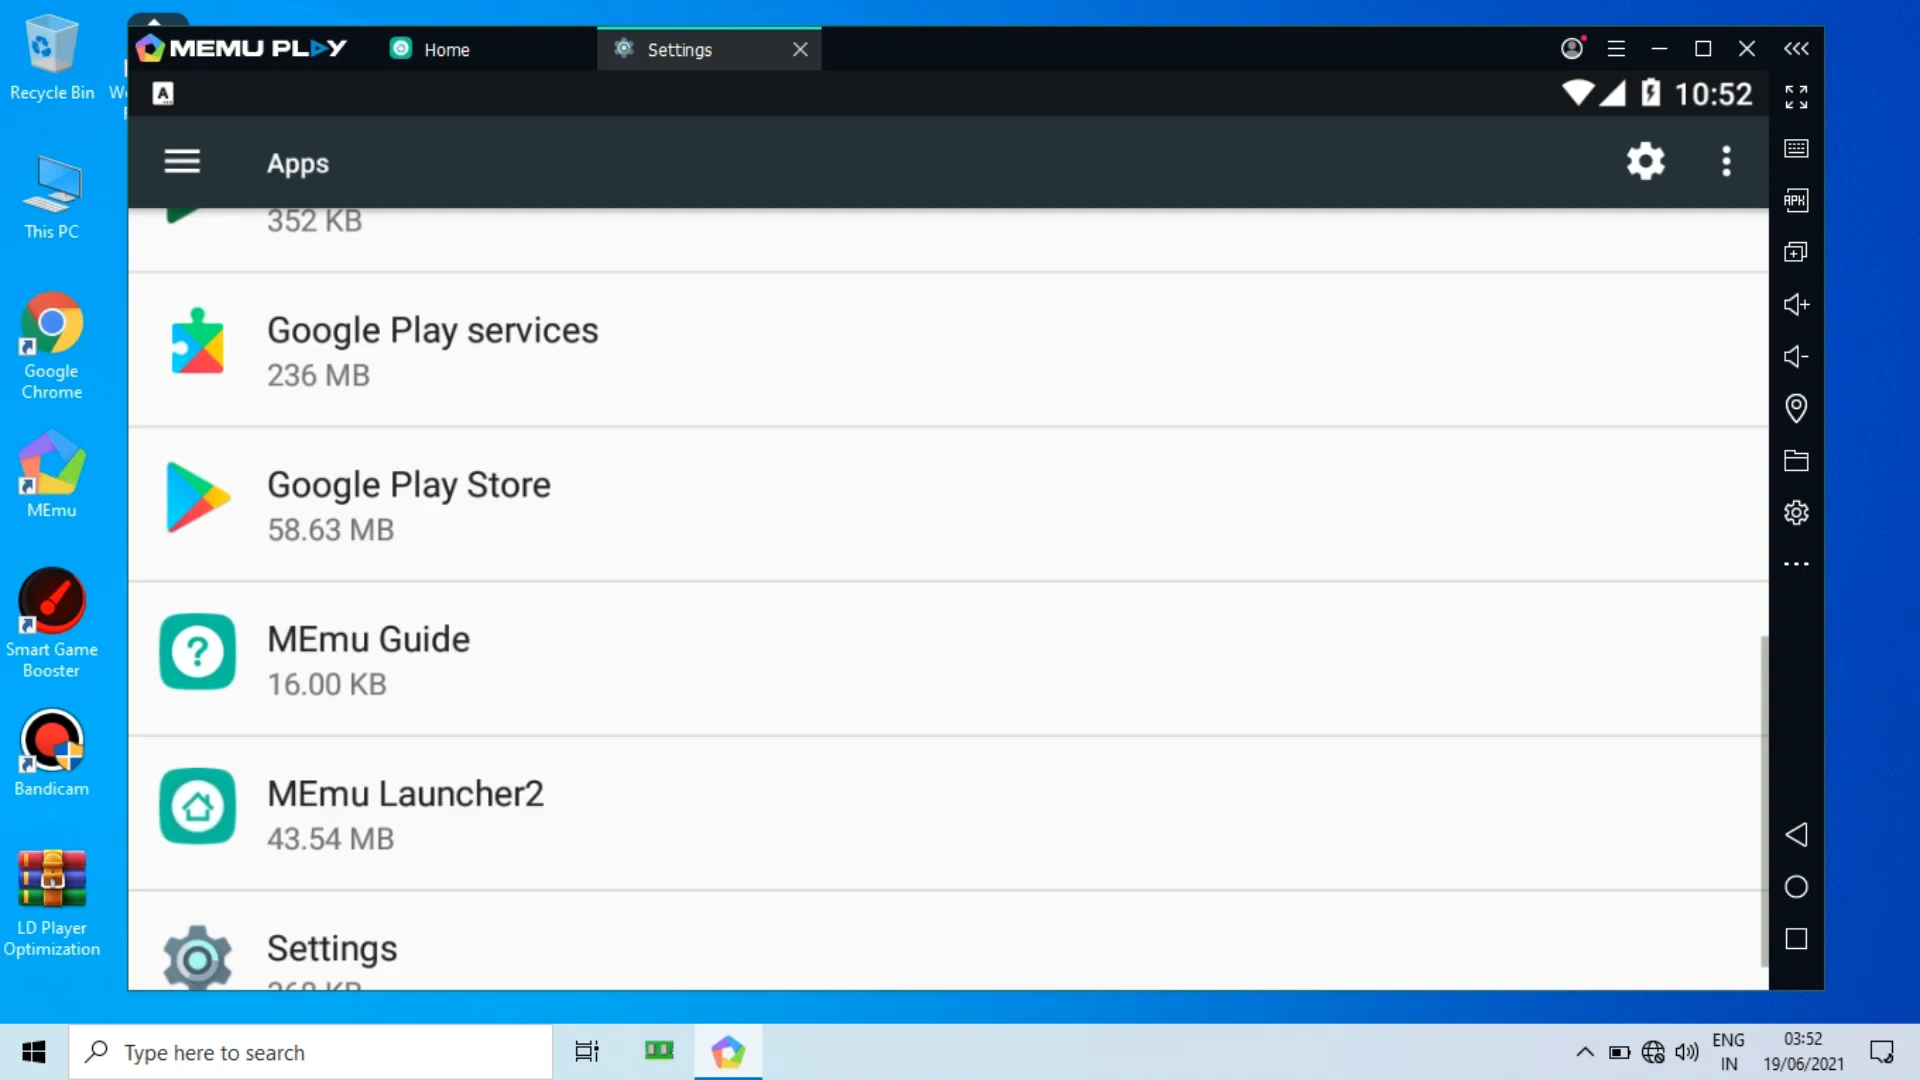 MEMU PLAY
Home
Settings
10:52
Apps
352 KB
Google Play services
236 MB
Google Play Store
58.63 MB
MEmu Guide
16.00 KB
MEmu Launcher2
43.54 MB
Settings
APK
A
Recycle Bin
This PC
Google
Chrome
MEmu
Smart Game
Booster
Bandicam
LD Player
Optimization
Type here to search
ENG
IN
03:52
19/06/2021